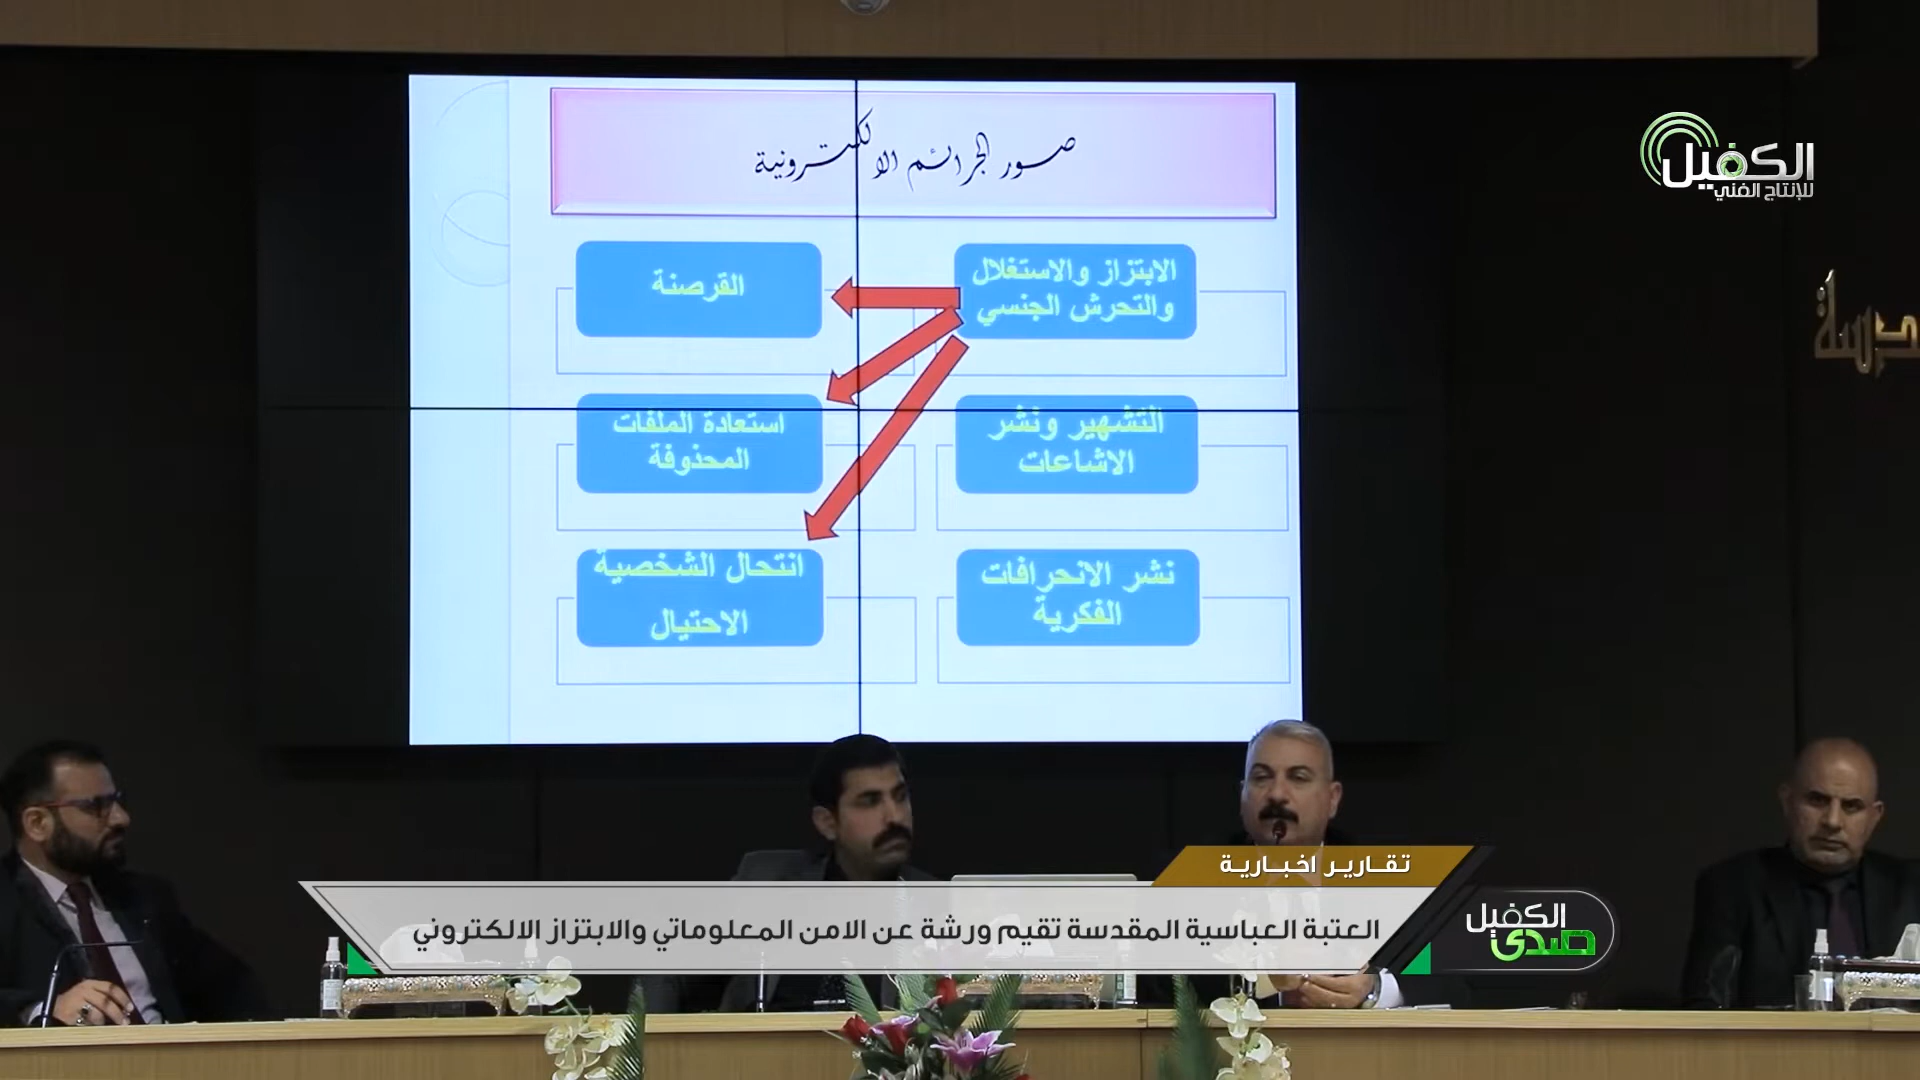 صور الجرائم الالكترونية
الكفيل
للإنتاج الفني
الابتزاز والاستغلال
والتحرش الجنسي
القرصنة
التشهير ونشر
الاشاعات
استعادة الملفات
المحذوفة
نشر الانحرافات
الفكرية
انتحال الشخصية
الاحتيال
تقارير اخبارية
العتبة العباسية المقدسة تقيم ورشة عن الامن المعلوماتي والابتزاز الالكتروني
الكفيل
صدى